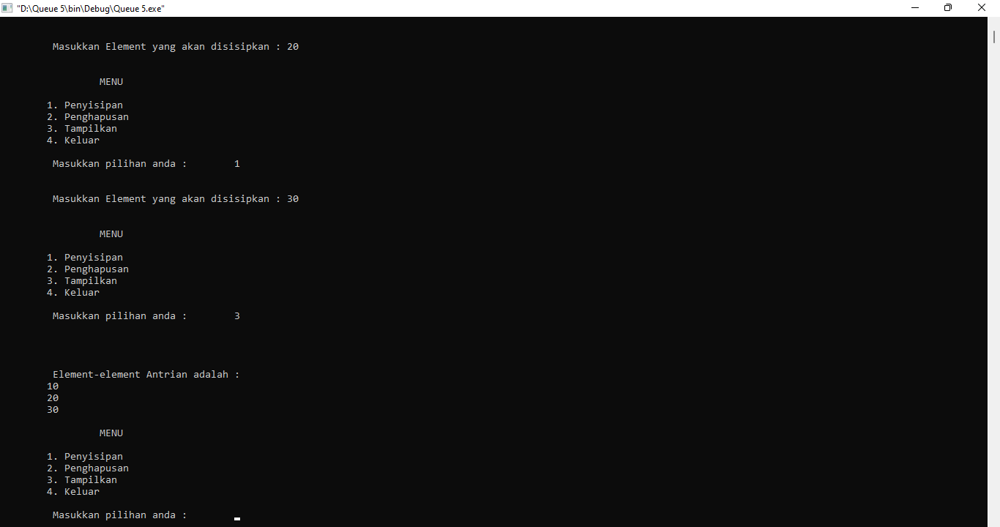 "D:\Queue 5\bin\Debug\Queue 5.exe"
Masukkan Element yang akan disisipkan : 20
MENU
1. Penyisipan
2. Penghapusan
3. Tampilkan
4. Keluar
Masukkan pilihan anda : 1
Masukkan Element yang akan disisipkan : 30
MENU
1. Penyisipan
2. Penghapusan
3. Tampilkan
4. Keluar
Masukkan pilihan anda : 3
Element-element Antrian adalah :
10
20
30
MENU
1. Penyisipan
2. Penghapusan
3. Tampilkan
4. Keluar
Masukkan pilihan anda :